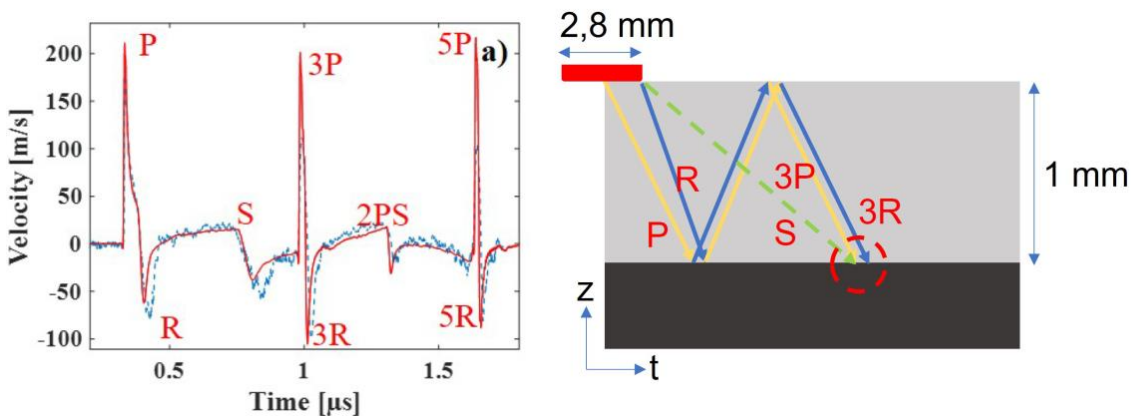 a)
P
3P
5P
S
2PS
R
3R
5R
200
150
100
50
0
-50
-100
0.5
1
1.5
Velocity [m/s]
Time [μs]
2,8 mm
R
3P
P
S
3R
1 mm
z
t